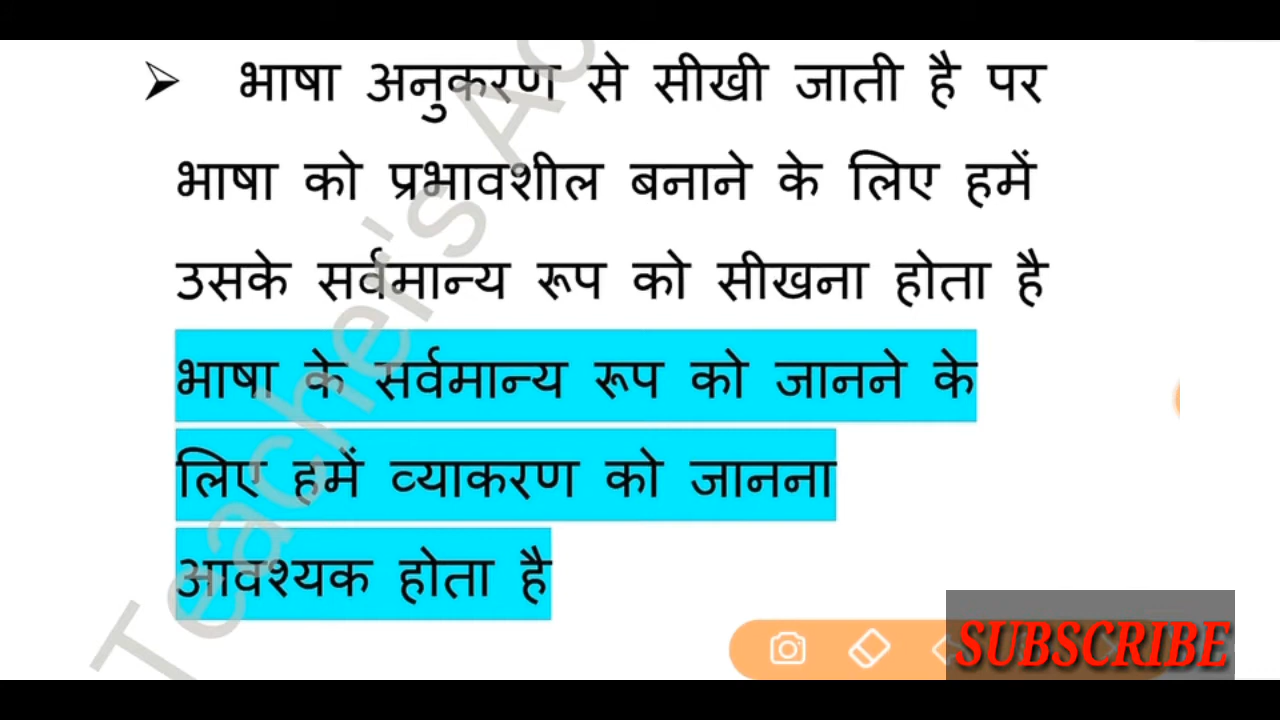 ➢ भाषा अनुकरण से सीखी जाती है पर
भाषा को प्रभावशील बनाने के लिए हमें
उसके सर्वमान्य रूप को सीखना होता है
भाषा के सर्वमान्य रूप को जानने के
लिए हमें व्याकरण को जानना
आवश्यक होता है
Teacher's
SUBSCRIBE